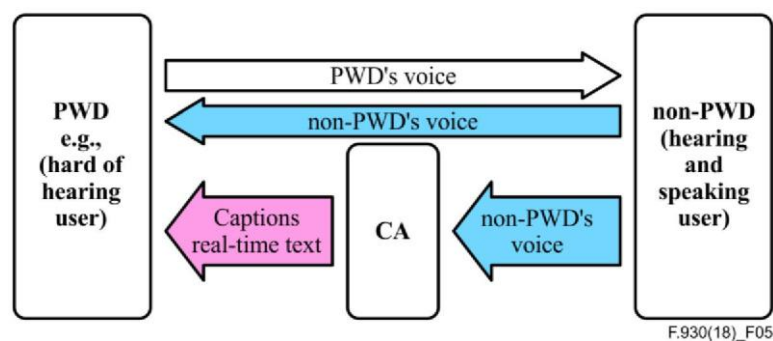 PWD
e.g.,
(hard of
hearing
user)
PWD's voice
non-PWD's voice
Captions
real-time text
CA
non-PWD's
voice
non-PWD
(hearing
and
speaking
user)
F.930(18)_F05